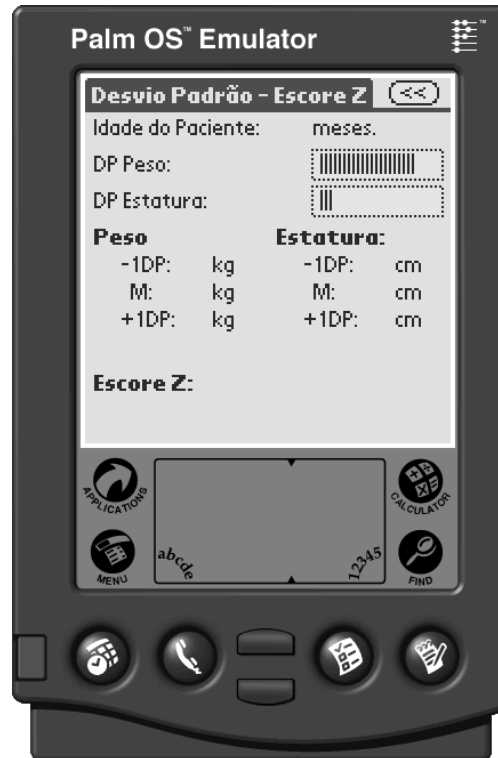 Palm OS™ Emulator
Desvio Padrão - Escore Z (<<)
Idade do Paciente: meses.
DP Peso:
DP Estatura:
Peso Estatura:
-1DP: kg -1DP: cm
M: kg M: cm
+1DP: kg +1DP: cm
Escore Z:
APPLICATIONS
CALCULATOR
MENU
abcde
12345
FIND